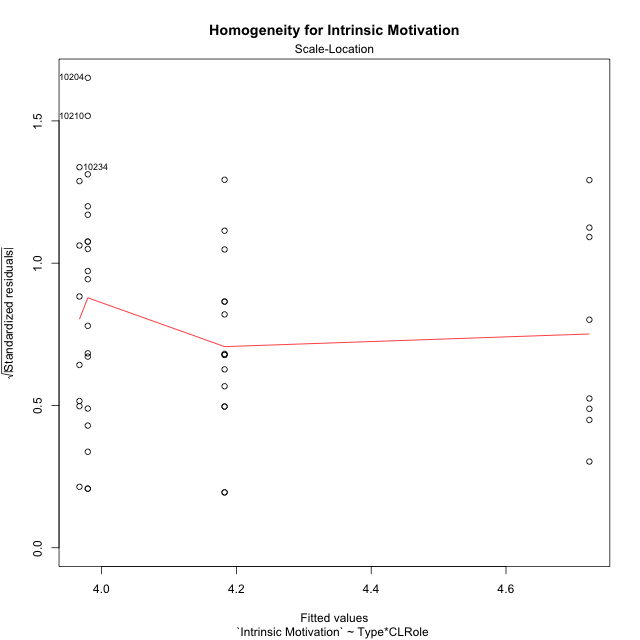 Homogeneity for Intrinsic Motivation
Scale-Location
10204
10210
10234
1.5
1.0
0.5
0.0
√|Standardized residuals|
4.0 4.2 4.4 4.6
Fitted values
`Intrinsic Motivation` ~ Type*CLRole